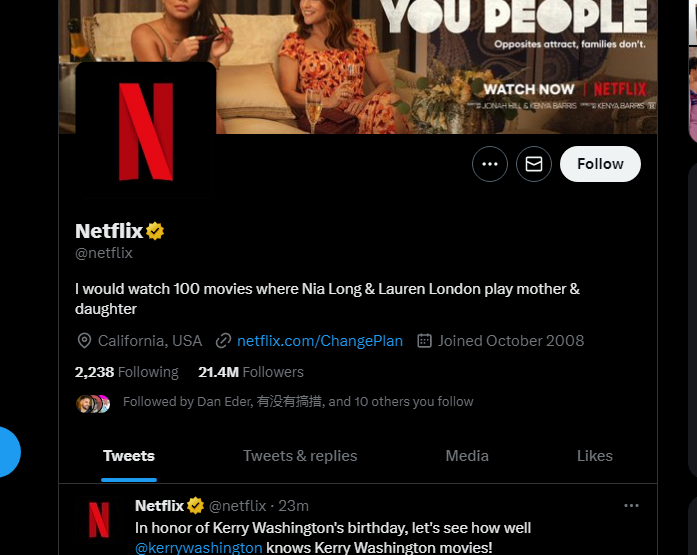 YOU PEOPLE
Opposites attract, families don't.
WATCH NOW | NETFLIX
JONAH HILL & KENYA BARRIS KENYA BARRIS
Follow
Netflix
@netflix
I would watch 100 movies where Nia Long & Lauren London play mother &
daughter
California, USA netflix.com/ChangePlan Joined October 2008
2,238 Following 21.4M Followers
Followed by Dan Eder, 有没有搞措, and 10 others you follow
Tweets Tweets & replies Media Likes
Netflix @netflix · 23m
In honor of Kerry Washington's birthday, let's see how well
@kerrywashington knows Kerry Washington movies!